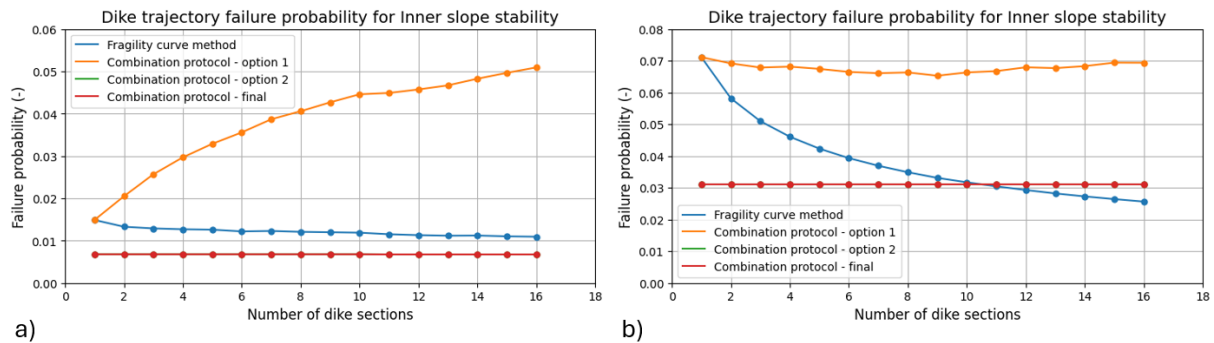 Dike trajectory failure probability for Inner slope stability
Failure probability (-)
0.06
0.05
0.04
0.03
0.02
0.01
0.00
Fragility curve method
Combination protocol - option 1
Combination protocol - option 2
Combination protocol - final
0 2 4 6 8 10 12 14 16 18
Number of dike sections
a)
Dike trajectory failure probability for Inner slope stability
Failure probability (-)
0.08
0.07
0.06
0.05
0.04
0.03
0.02
0.01
0.00
Fragility curve method
Combination protocol - option 1
Combination protocol - option 2
Combination protocol - final
0 2 4 6 8 10 12 14 16 18
Number of dike sections
b)